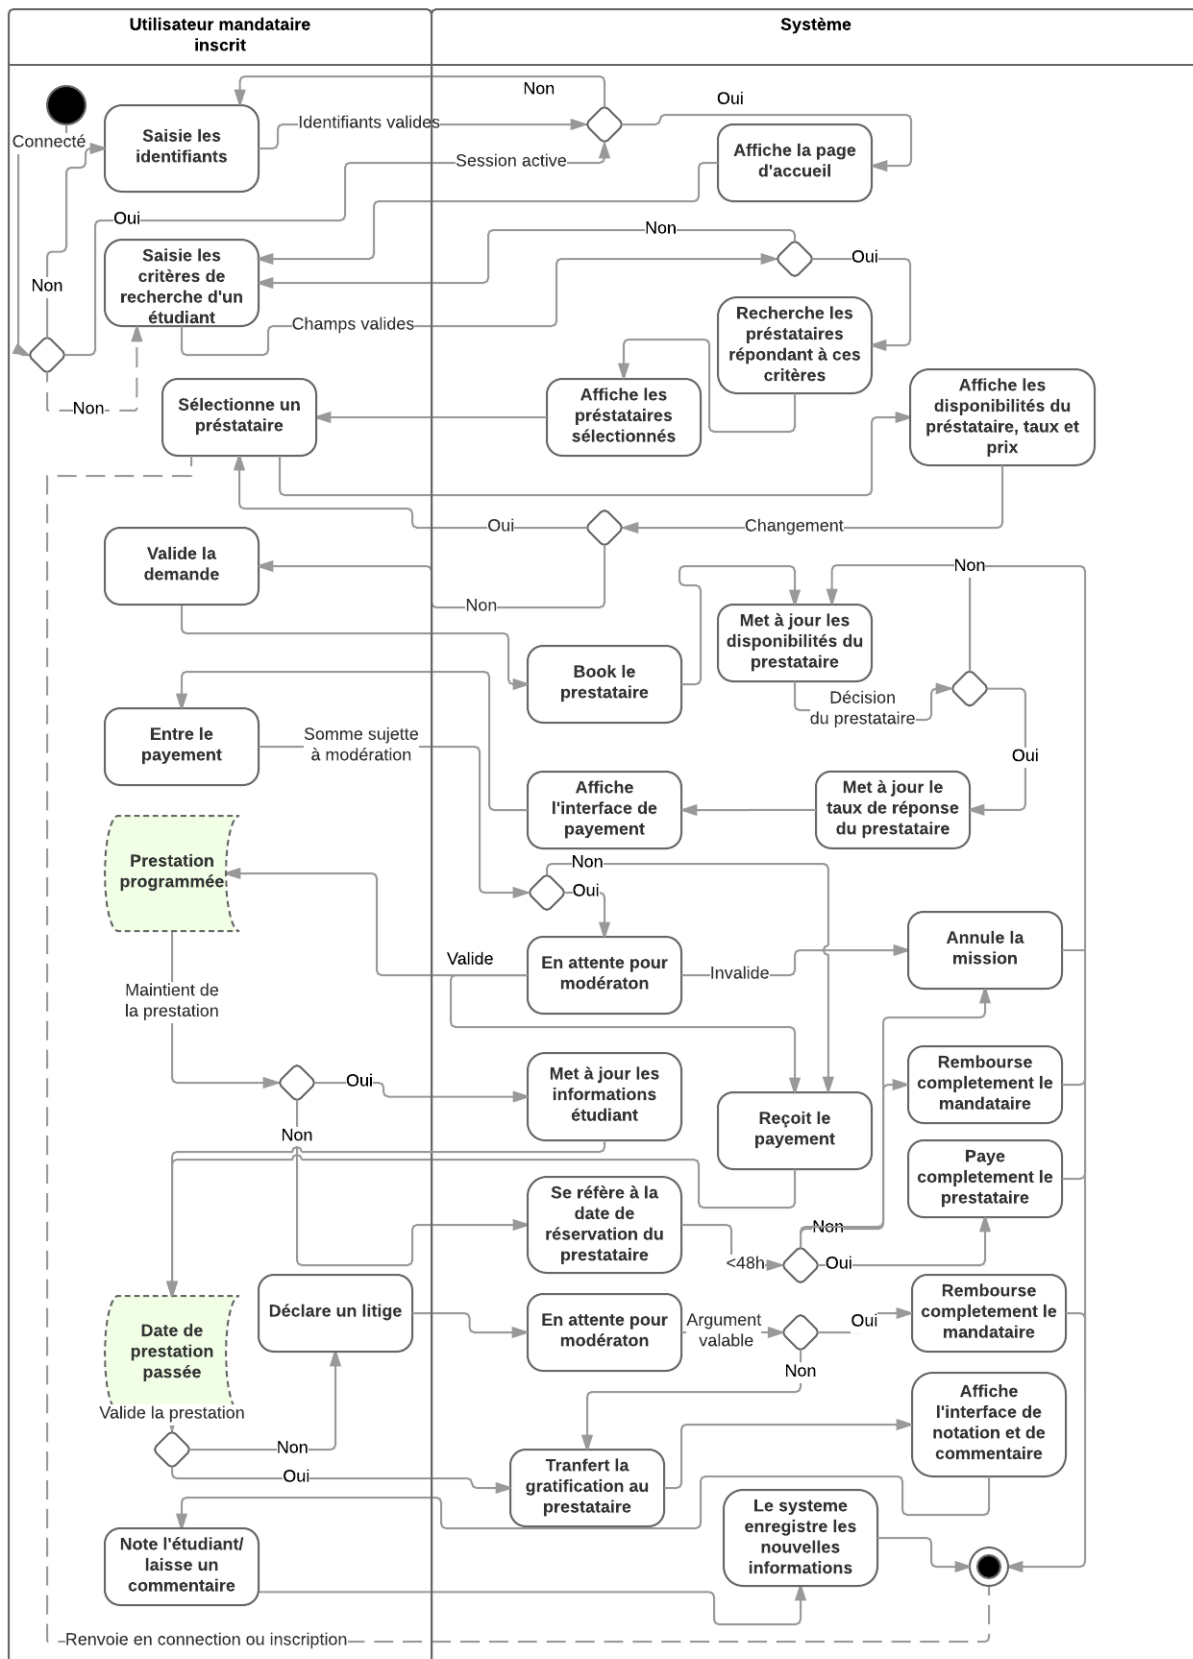 Utilisateur mandataire
inscrit
Système
Non
Oui
Connecté
Saisie les
identifiants
Identifiants valides
Session active
Affiche la page
d'accueil
Oui
Non
Saisie les
critères de
recherche d'un
étudiant
Non
Oui
Champs valides
Recherche les
préstataires
répondant à ces
critères
Non
Sélectionne un
préstataire
Affiche les
préstataires
sélectionnés
Affiche les
disponibilités du
préstataire, taux et
prix
Oui
Changement
Valide la
demande
Non
Non
Met à jour les
disponibilités du
prestataire
Book le
prestataire
Décision
du prestataire
Entre le
payement
Somme sujette
à modération
Oui
Affiche
l'interface de
payement
Met à jour le
taux de réponse
du prestataire
Prestation
programmée
Non
Oui
Valide
En attente pour
modératon
Invalide
Annule la
mission
Maintient de
la prestation
Oui
Met à jour les
informations
étudiant
Rembourse
completement le
mandataire
Reçoit le
payement
Non
Paye
completement le
prestataire
Se réfère à la
date de
réservation du
prestataire
Non
<48h
Oui
Déclare un litige
En attente pour
modératon
Argument
valable
Oui
Rembourse
completement le
mandataire
Date de
prestation
passée
Non
Valide la prestation
Non
Oui
Tranfert la
gratification au
prestataire
Affiche
l'interface de
notation et de
commentaire
Note l'étudiant/
laisse un
commentaire
Le systeme
enregistre les
nouvelles
informations
Renvoie en connection ou inscription